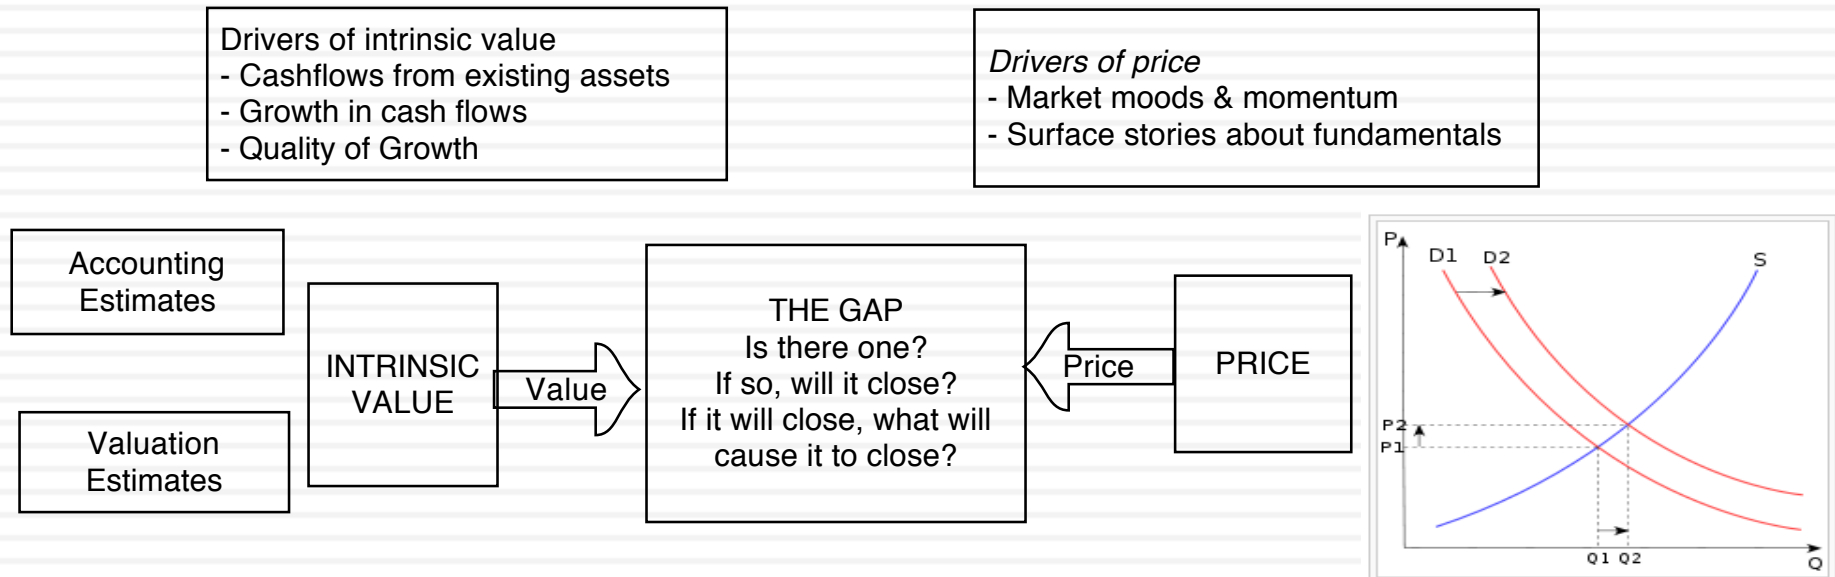 Drivers of intrinsic value
- Cashflows from existing assets
- Growth in cash flows
- Quality of Growth
Drivers of price
- Market moods & momentum
- Surface stories about fundamentals
Accounting
Estimates
Valuation
Estimates
INTRINSIC
VALUE
Value
THE GAP
Is there one?
If so, will it close?
If it will close, what will
cause it to close?
Price
PRICE
P
D1 D2
S
P2
P1
Q1 Q2
Q